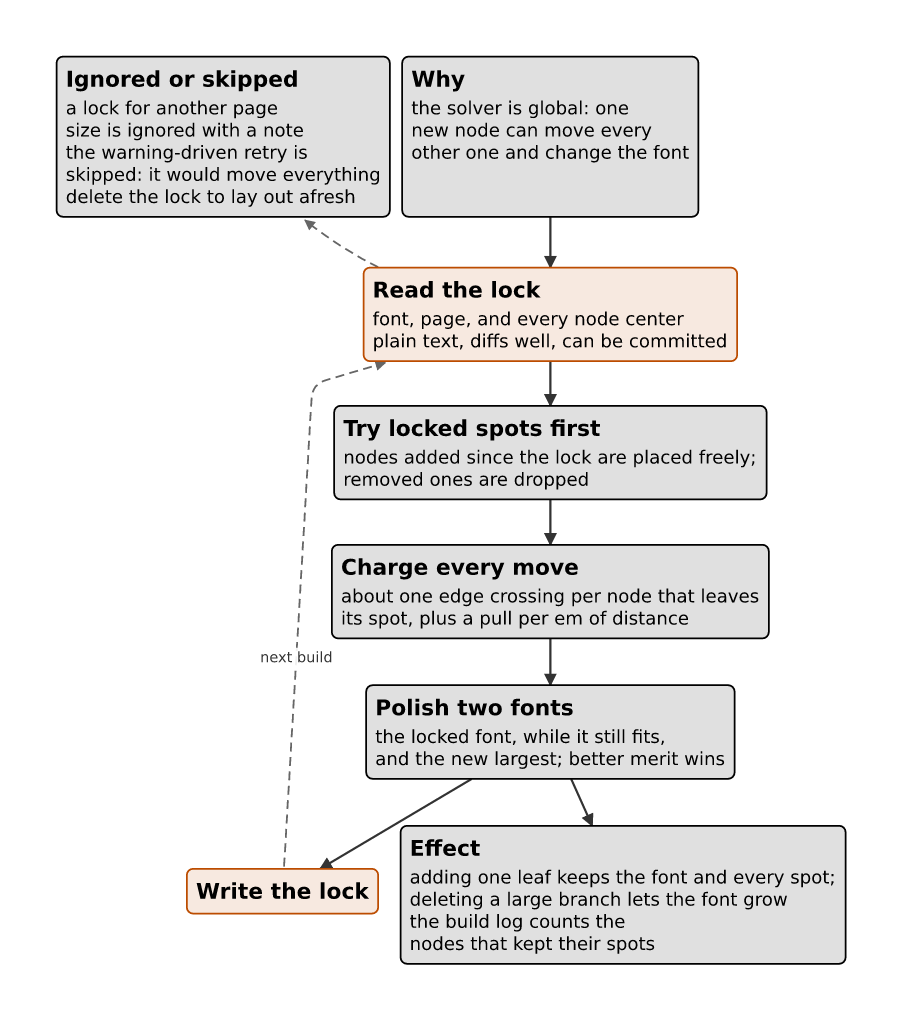 Ignored or skipped
a lock for another page
size is ignored with a note
the warning-driven retry is
skipped: it would move everything
delete the lock to lay out afresh
Why
the solver is global: one
new node can move every
other one and change the font
Read the lock
font, page, and every node center
plain text, diffs well, can be committed
Try locked spots first
nodes added since the lock are placed freely;
removed ones are dropped
Charge every move
about one edge crossing per node that leaves
its spot, plus a pull per em of distance
next build
Polish two fonts
the locked font, while it still fits,
and the new largest; better merit wins
Write the lock
Effect
adding one leaf keeps the font and every spot;
deleting a large branch lets the font grow
the build log counts the
nodes that kept their spots